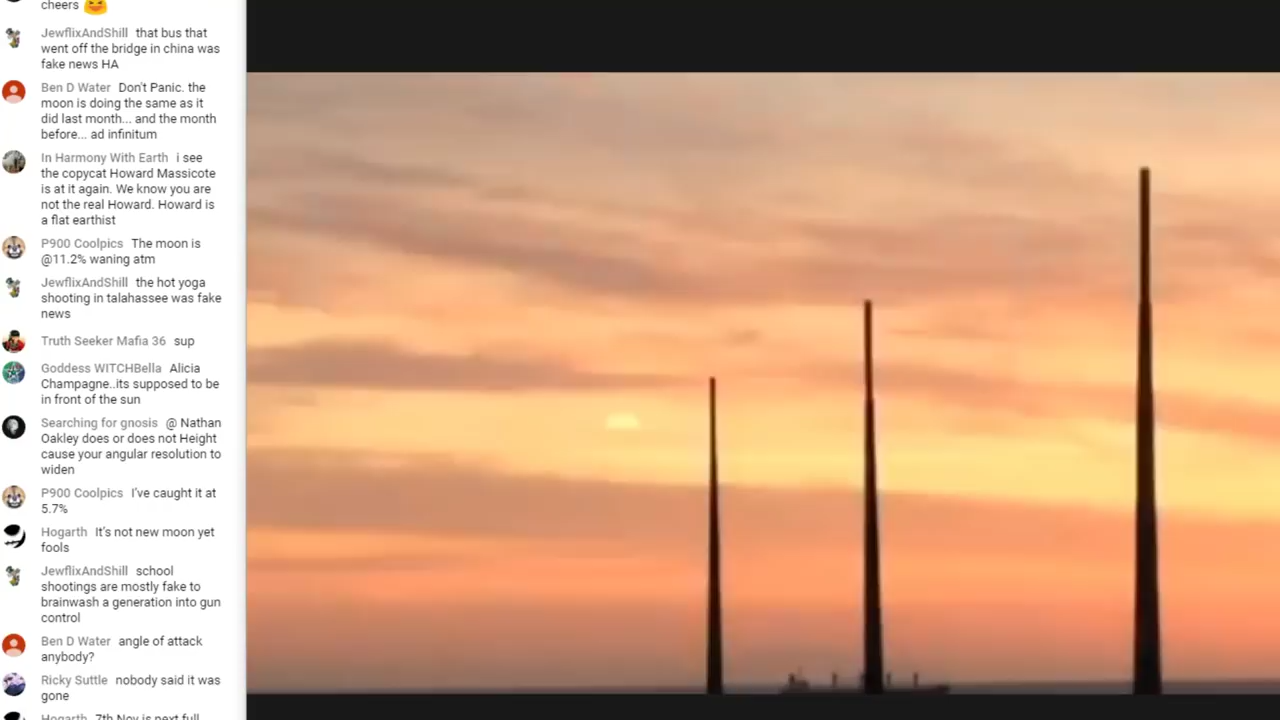 cheers
JewflixAndShill that bus that
went off the bridge in china was
fake news HA
Ben D Water Don't Panic. the
moon is doing the same as it
did last month... and the month
before... ad infinitum
In Harmony With Earth i see
the copycat Howard Massicote
is at it again. We know you are
not the real Howard. Howard is
a flat earthist
P900 Coolpics The moon is
@11.2% waning atm
JewflixAndShill the hot yoga
shooting in talahassee was fake
news
Truth Seeker Mafia 36 sup
Goddess WITCHBella Alicia
Champagne..its supposed to be
in front of the sun
Searching for gnosis @ Nathan
Oakley does or does not Height
cause your angular resolution to
widen
P900 Coolpics I've caught it at
5.7%
Hogarth It's not new moon yet
fools
JewflixAndShill school
shootings are mostly fake to
brainwash a generation into gun
control
Ben D Water angle of attack
anybody?
Ricky Suttle nobody said it was
gone
Hogarth 7th Nov is next full